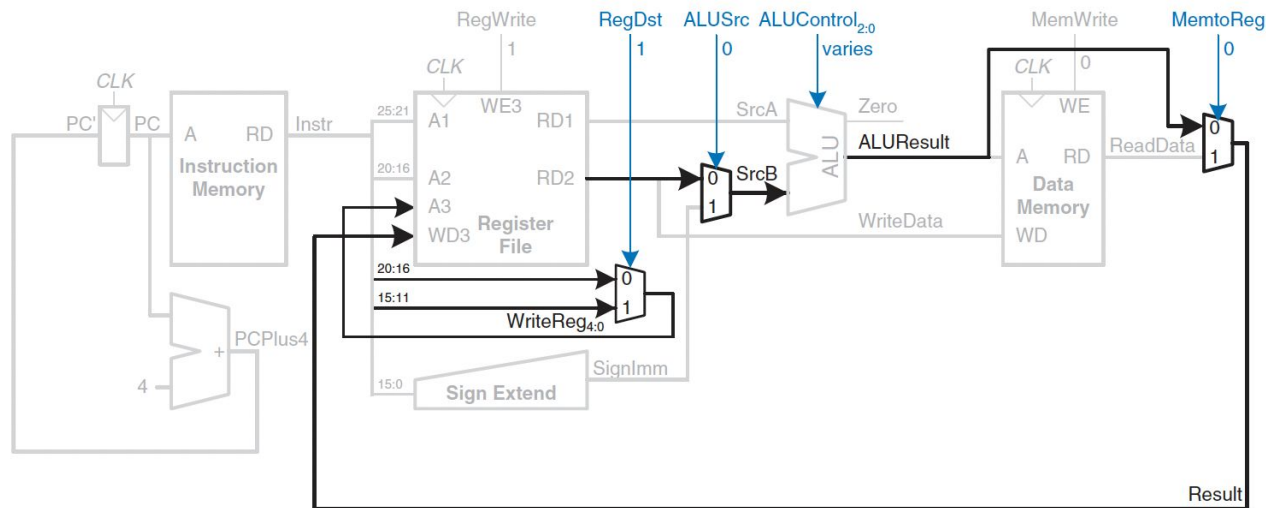 RegWrite
RegDst
ALUSrc
ALUControl2:0
MemWrite
MemtoReg
1
1
0
varies
0
0
CLK
CLK
CLK
PC'
PC
A
RD
Instr
Instruction
Memory
25:21
A1
WE3
RD1
SrcA
Zero
20:16
A2
RD2
0
SrcB
1
ALU
ALUResult
A3
WD3
Register
File
WE
A
RD
ReadData
0
1
Data
Memory
WriteData
WD
20:16
0
15:11
1
WriteReg4:0
PCPlus4
+
4
SignImm
15:0
Sign Extend
Result